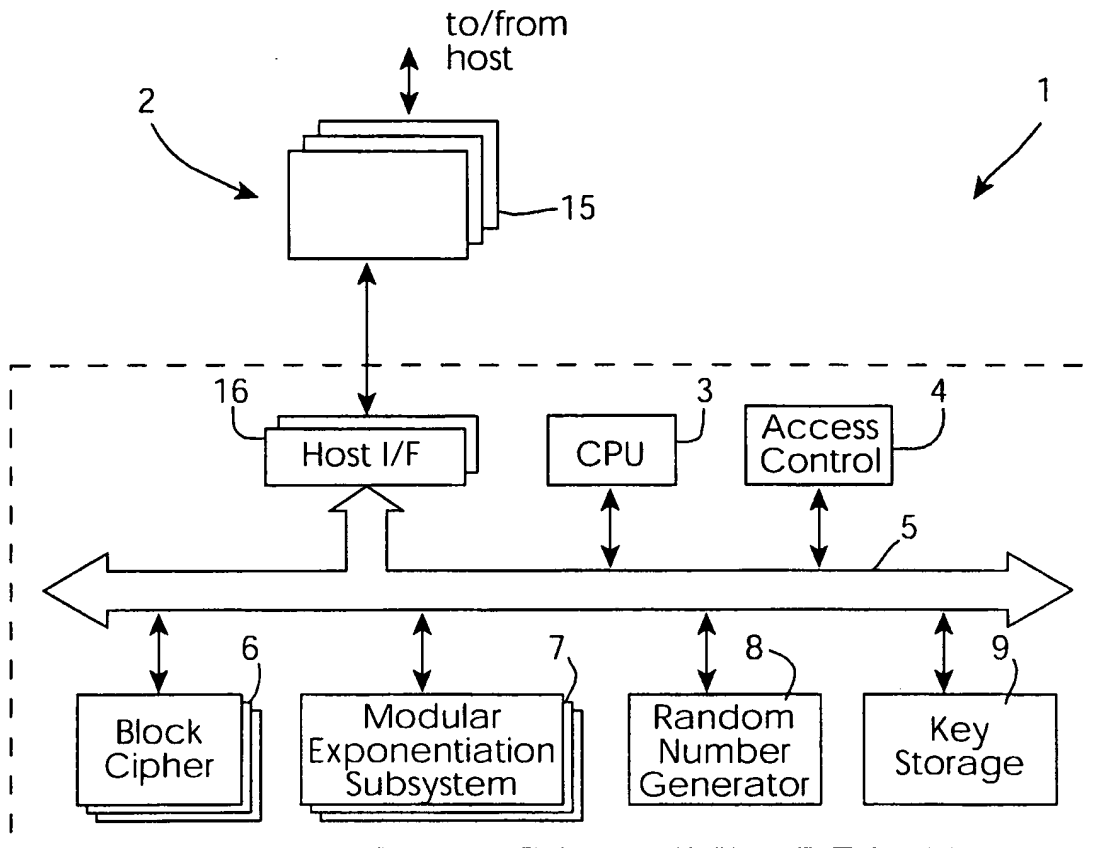 to/from
host
2
1
15
16
Host I/F
3
CPU
4
Access
Control
5
6
Block
Cipher
7
Modular
Exponentiation
Subsystem
8
Random
Number
Generator
9
Key
Storage